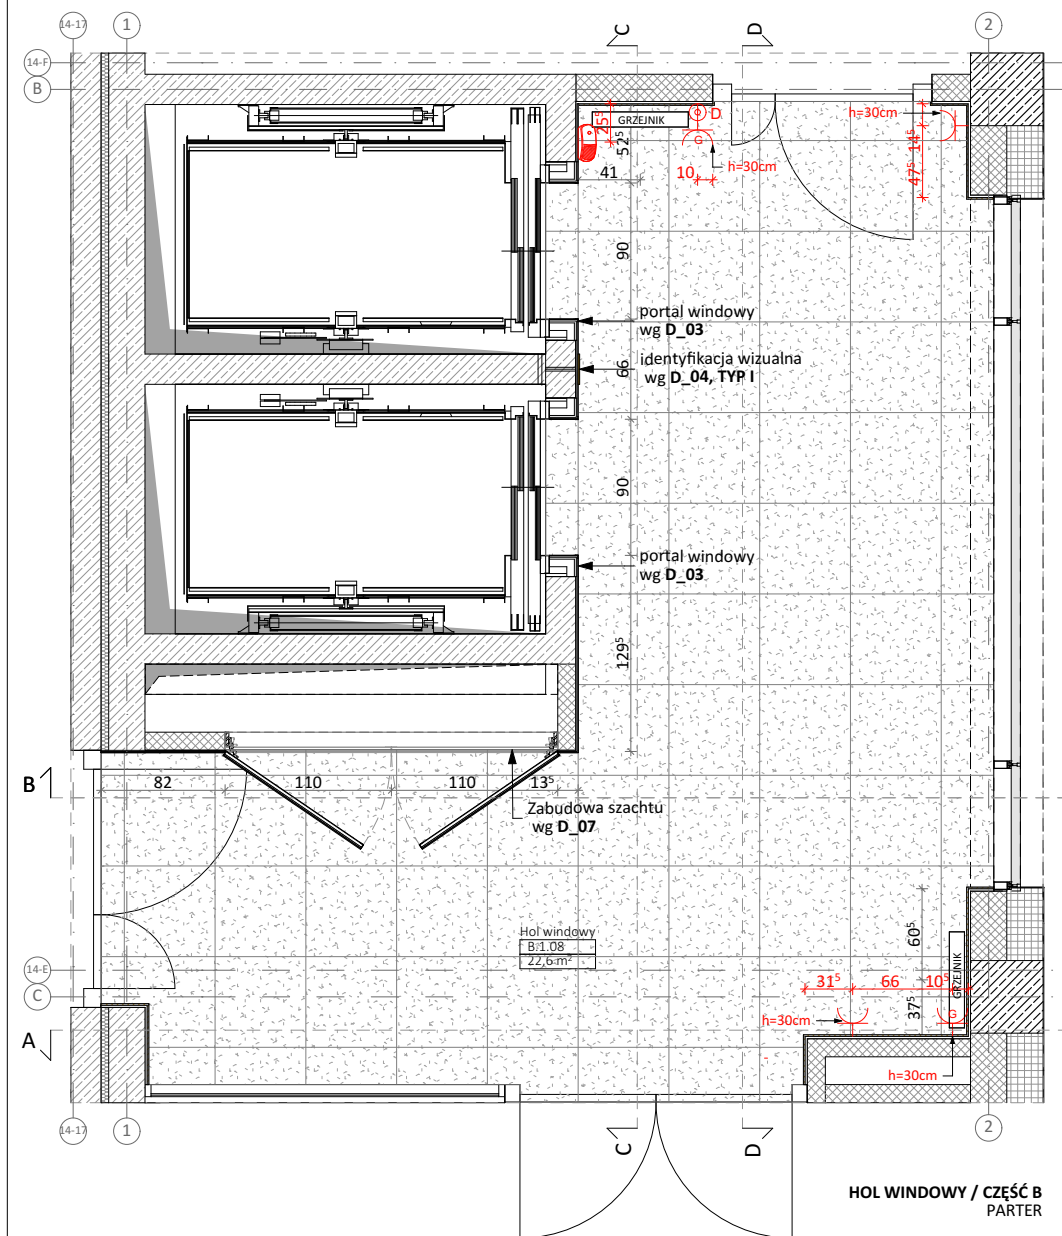 14-17
1
C
D
2
14-F
B
GRZEJNIK
D
G
h=30cm
h=30cm
25⁵
52⁵
41
10
14⁵
47⁵
90
portal windowy
wg D_03
66
identyfikacja wizualna
wg D_04, TYP I
90
portal windowy
wg D_03
129⁵
B
82
110
110
13⁵
Zabudowa szachtu
wg D_07
Hol windowy
B.1.08
22,6 m²
14-E
C
A
60⁵
GRZEJNIK
31⁵
66
10⁵
37⁵
h=30cm
G
h=30cm
14-17
1
C
D
2
HOL WINDOWY / CZĘŚĆ B
PARTER